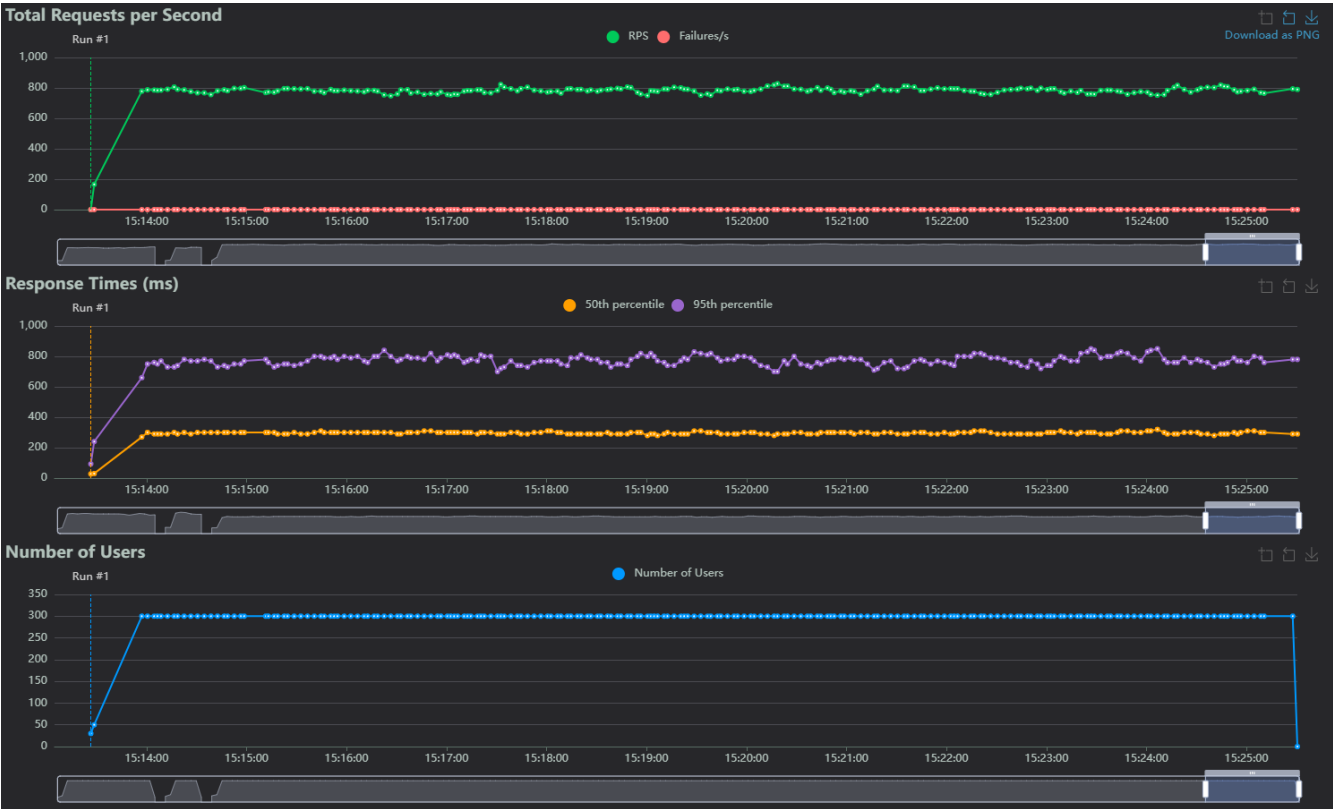 Total Requests per Second
Download as PNG
Run #1
RPS Failures/s
1,000
800
600
400
200
0
15:14:00 15:15:00 15:16:00 15:17:00 15:18:00 15:19:00 15:20:00 15:21:00 15:22:00 15:23:00 15:24:00 15:25:00
Response Times (ms)
Run #1
50th percentile 95th percentile
1,000
800
600
400
200
0
15:14:00 15:15:00 15:16:00 15:17:00 15:18:00 15:19:00 15:20:00 15:21:00 15:22:00 15:23:00 15:24:00 15:25:00
Number of Users
Run #1
Number of Users
350
300
250
200
150
100
50
0
15:14:00 15:15:00 15:16:00 15:17:00 15:18:00 15:19:00 15:20:00 15:21:00 15:22:00 15:23:00 15:24:00 15:25:00